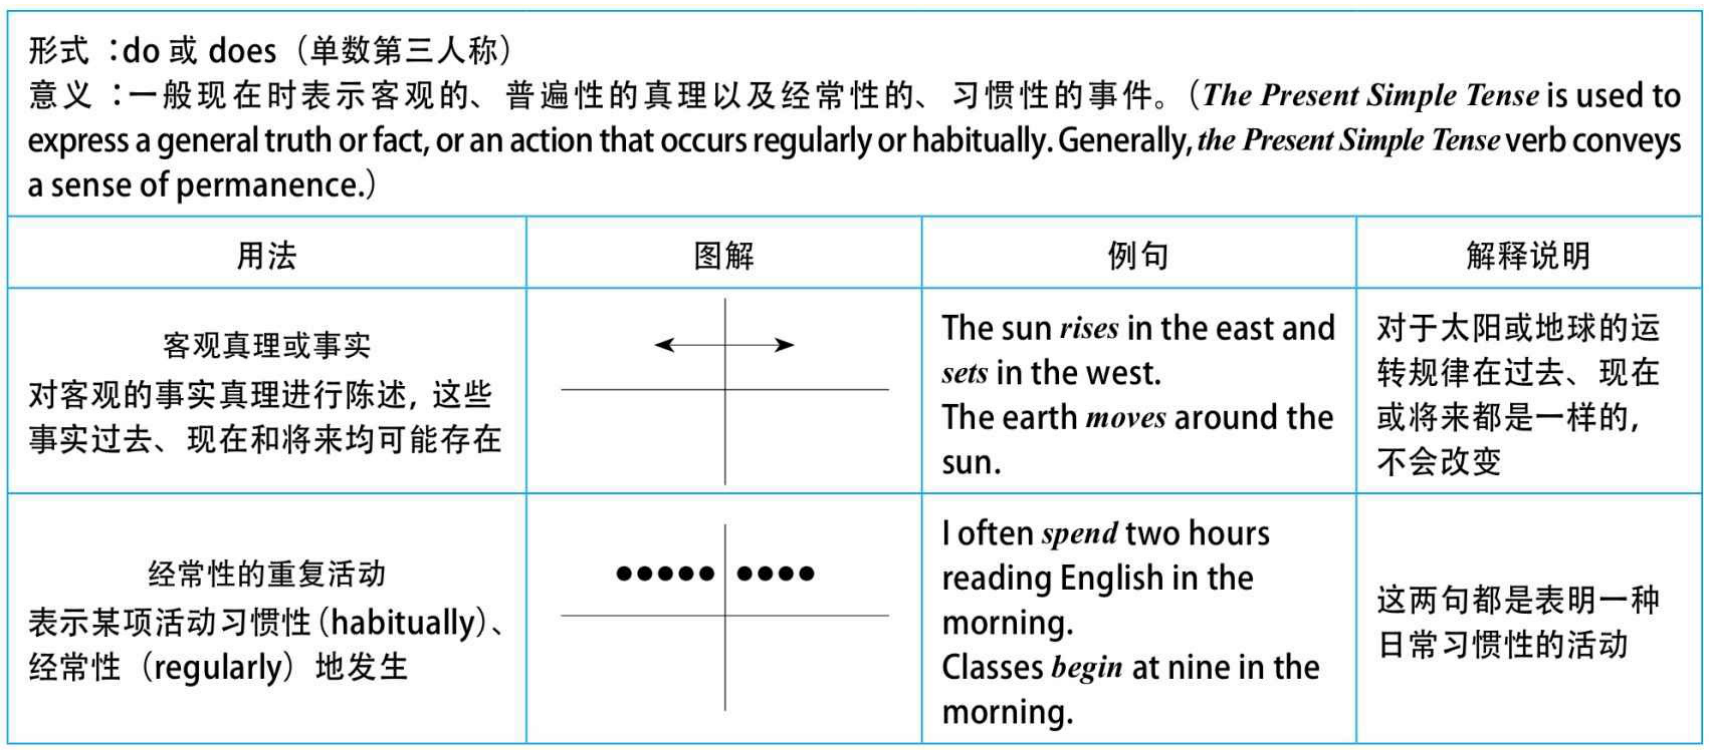 形式：do 或 does（单数第三人称）
意义：一般现在时表示客观的、普遍性的真理以及经常性的、习惯性的事件。（The Present Simple Tense is used to
express a general truth or fact, or an action that occurs regularly or habitually. Generally, the Present Simple Tense verb conveys
a sense of permanence.）
用法
图解
例句
解释说明
客观真理或事实
对客观的事实真理进行陈述，这些
事实过去、现在和将来均可能存在
The sun rises in the east and
sets in the west.
The earth moves around the
sun.
对于太阳或地球的运
转规律在过去、现在
或将来都是一样的，
不会改变
经常性的重复活动
表示某项活动习惯性（habitually）、
经常性（regularly）地发生
I often spend two hours
reading English in the
morning.
Classes begin at nine in the
morning.
这两句都是表明一种
日常习惯性的活动